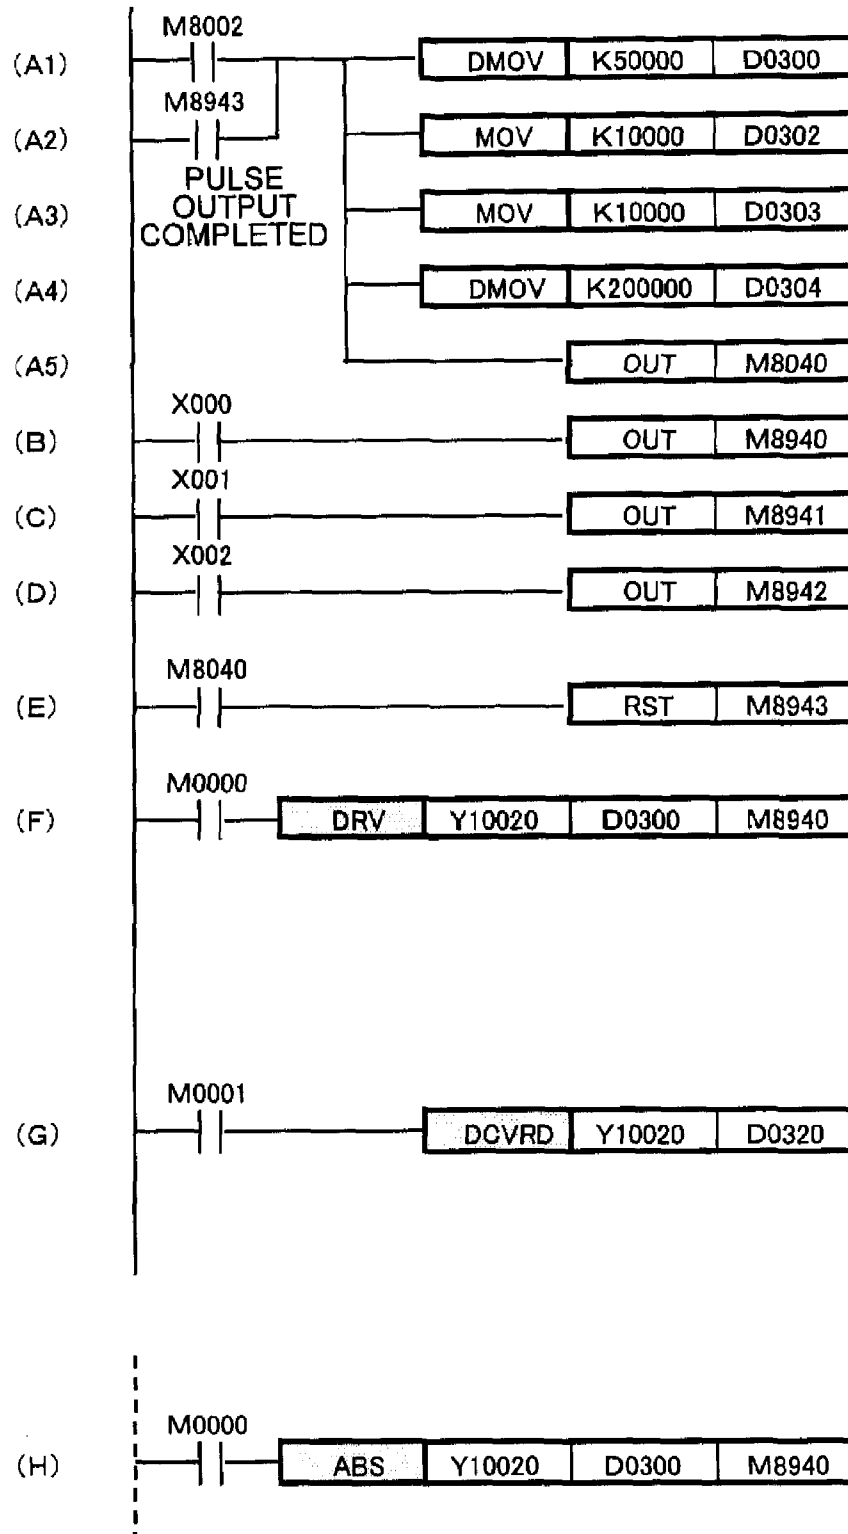 M8002
(A1) DMOV K50000 D0300
M8943
(A2) MOV K10000 D0302
PULSE
OUTPUT
COMPLETED
(A3) MOV K10000 D0303
(A4) DMOV K200000 D0304
(A5) OUT M8040
X000
(B) OUT M8940
X001
(C) OUT M8941
X002
(D) OUT M8942
M8040
(E) RST M8943
M0000
(F) DRV Y10020 D0300 M8940
M0001
(G) DCVRD Y10020 D0320
M0000
(H) ABS Y10020 D0300 M8940